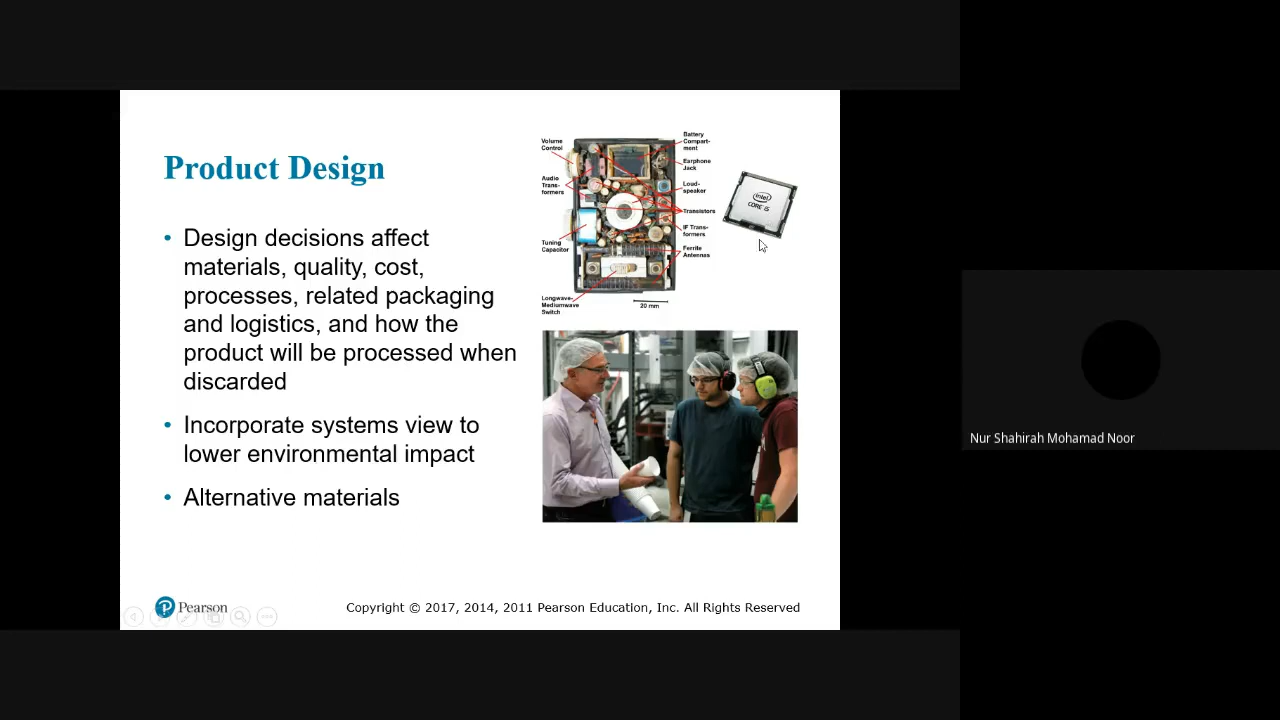 Product Design
• Design decisions affect
materials, quality, cost,
processes, related packaging
and logistics, and how the
product will be processed when
discarded
• Incorporate systems view to
lower environmental impact
• Alternative materials
Volume
Control
Audio
Trans-
formers
Tuning
Capacitor
Longwave-
Mediumwave
Switch
Battery
Compart-
ment
Earphone
Jack
Loud-
speaker
Transistors
IF Trans-
formers
Ferrite
Antennas
20 mm
intel
CORE i5
Pearson
Copyright © 2017, 2014, 2011 Pearson Education, Inc. All Rights Reserved
Nur Shahirah Mohamad Noor